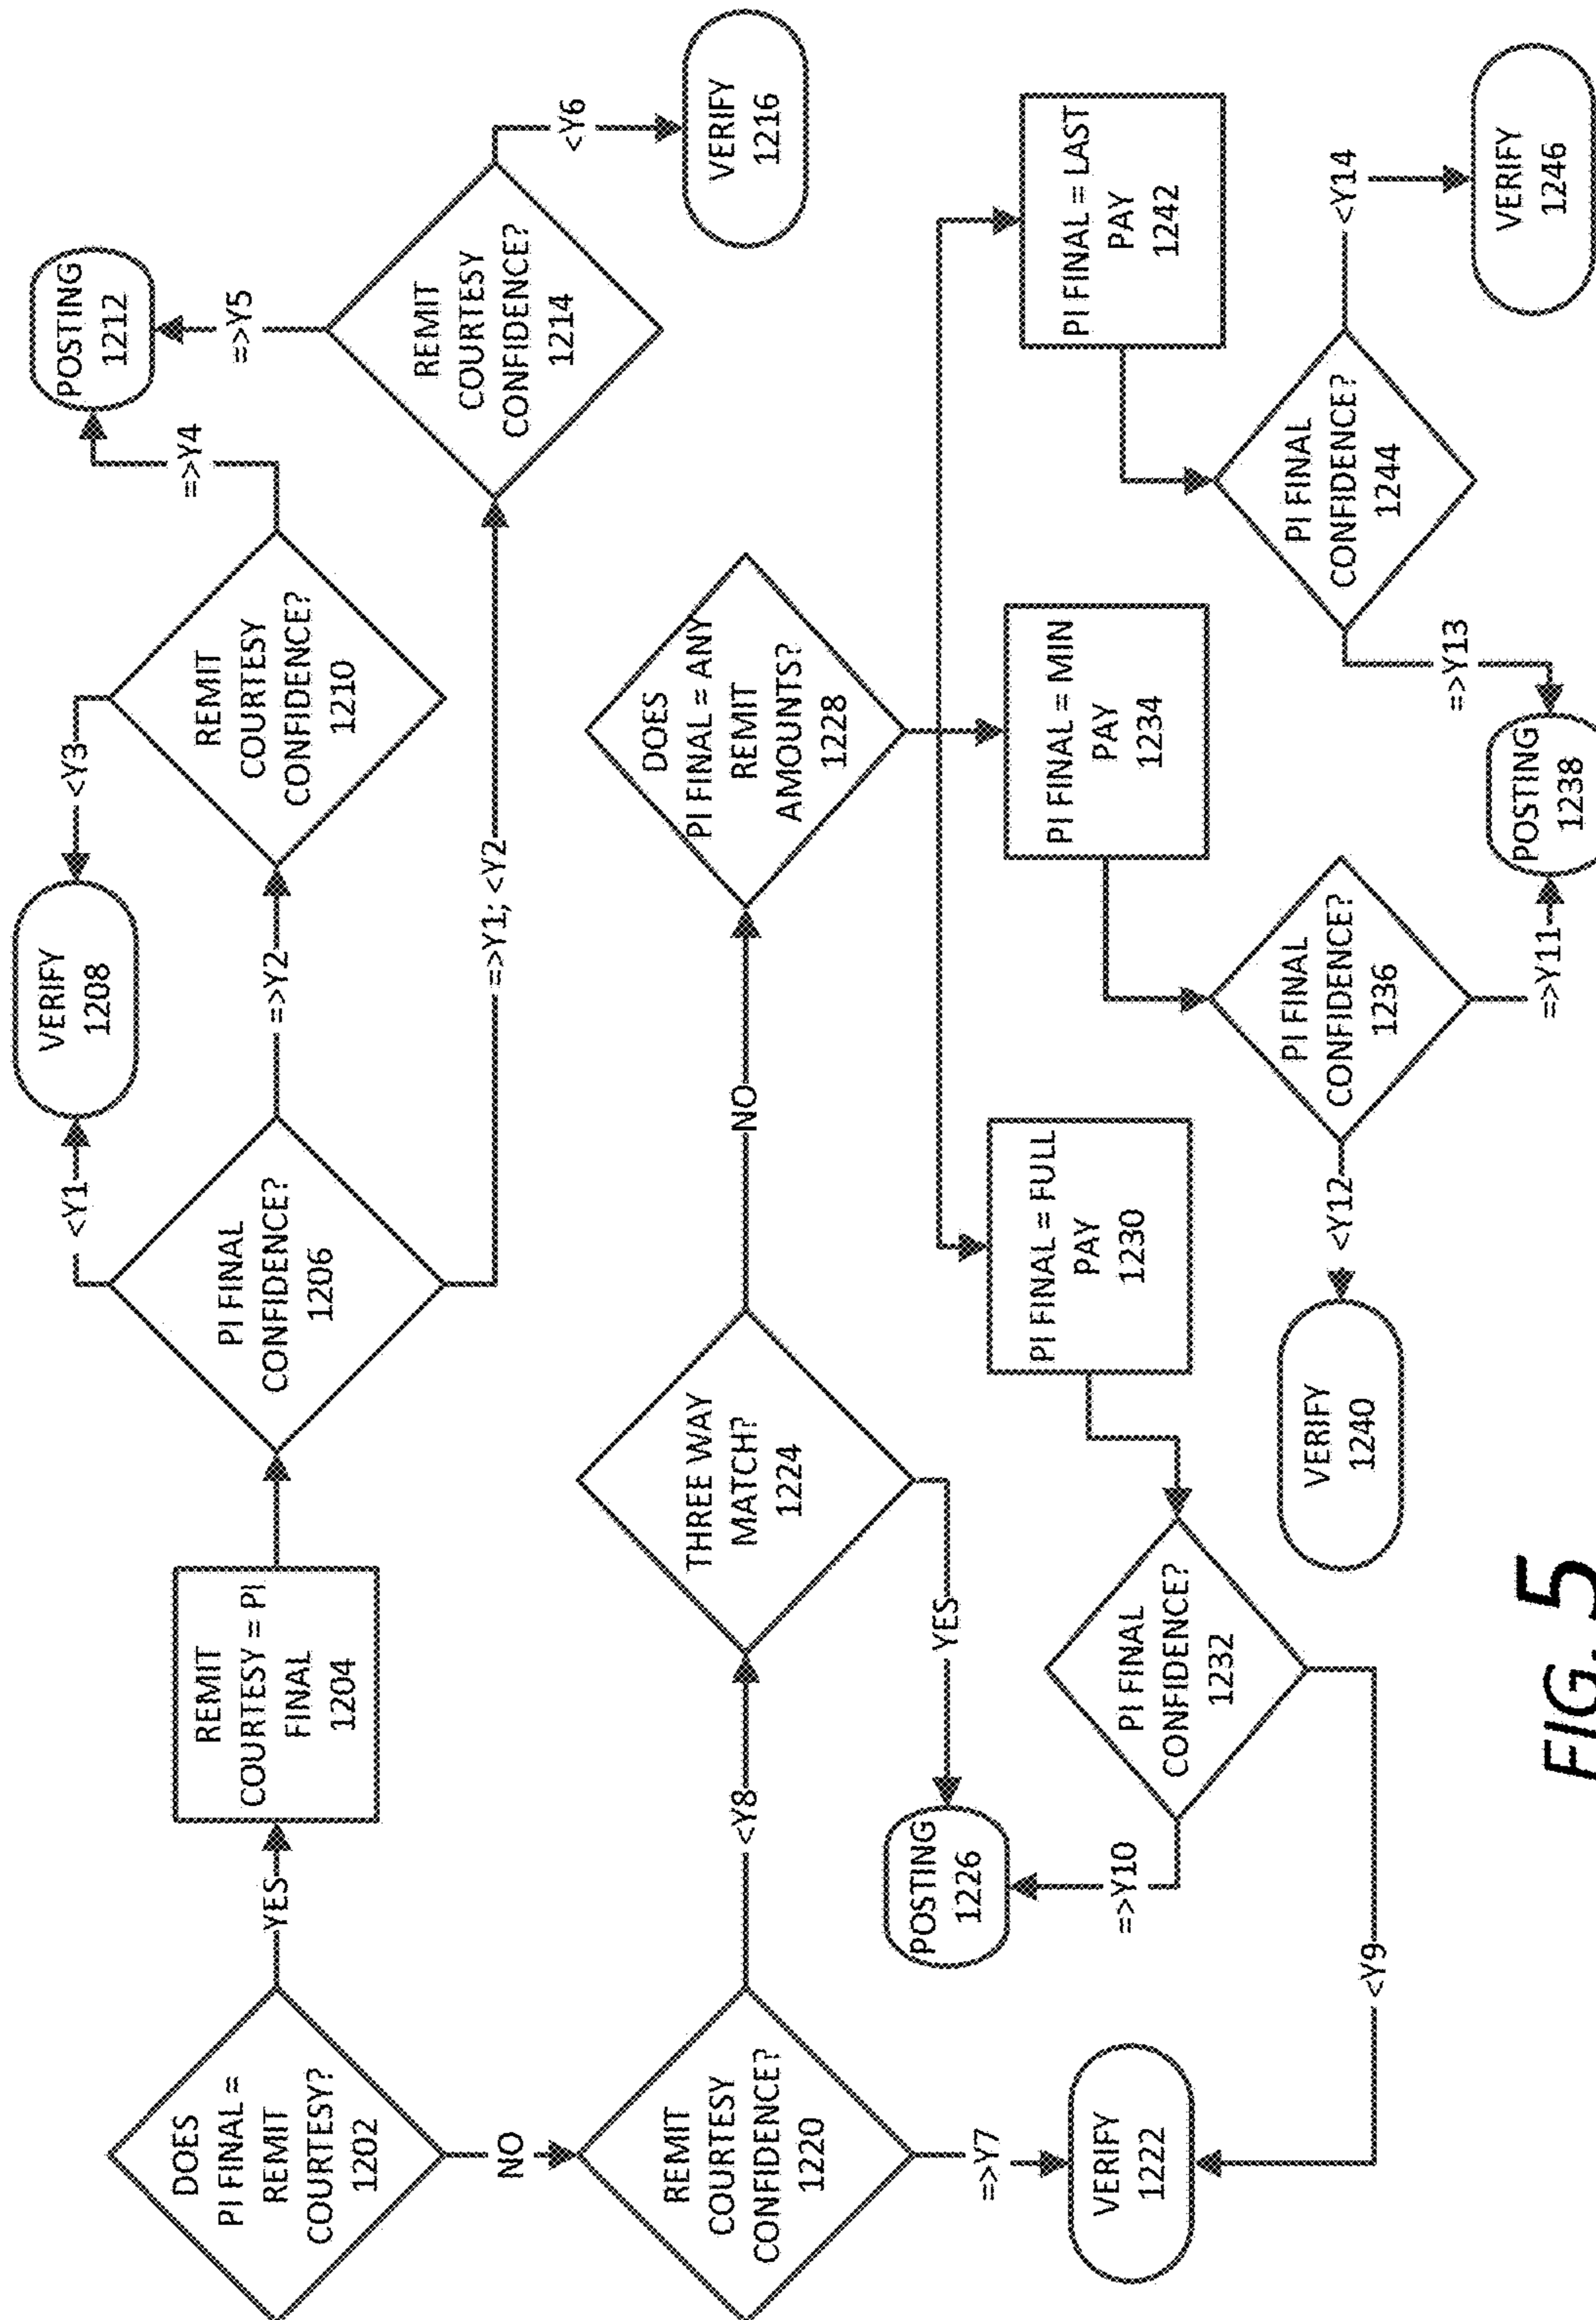 DOES
PI FINAL =
REMIT
COURTESY?
1202
YES
REMIT
COURTESY = PI
FINAL
1204
PI FINAL
CONFIDENCE?
1206
<Y1
VERIFY
1208
<Y3
=>Y2
REMIT
COURTESY
CONFIDENCE?
1210
=>Y4
POSTING
1212
=>Y5
=>Y1; <Y2
REMIT
COURTESY
CONFIDENCE?
1214
<Y6
VERIFY
1216
NO
REMIT
COURTESY
CONFIDENCE?
1220
=>Y7
VERIFY
1222
<Y8
THREE WAY
MATCH?
1224
YES
POSTING
1226
NO
DOES
PI FINAL = ANY
REMIT
AMOUNTS?
1228
PI FINAL = FULL
PAY
1230
PI FINAL
CONFIDENCE?
1232
=>Y10
<Y9
PI FINAL = MIN
PAY
1234
PI FINAL
CONFIDENCE?
1236
=>Y11
POSTING
1238
<Y12
VERIFY
1240
PI FINAL = LAST
PAY
1242
PI FINAL
CONFIDENCE?
1244
=>Y13
<Y14
VERIFY
1246
FIG. 5